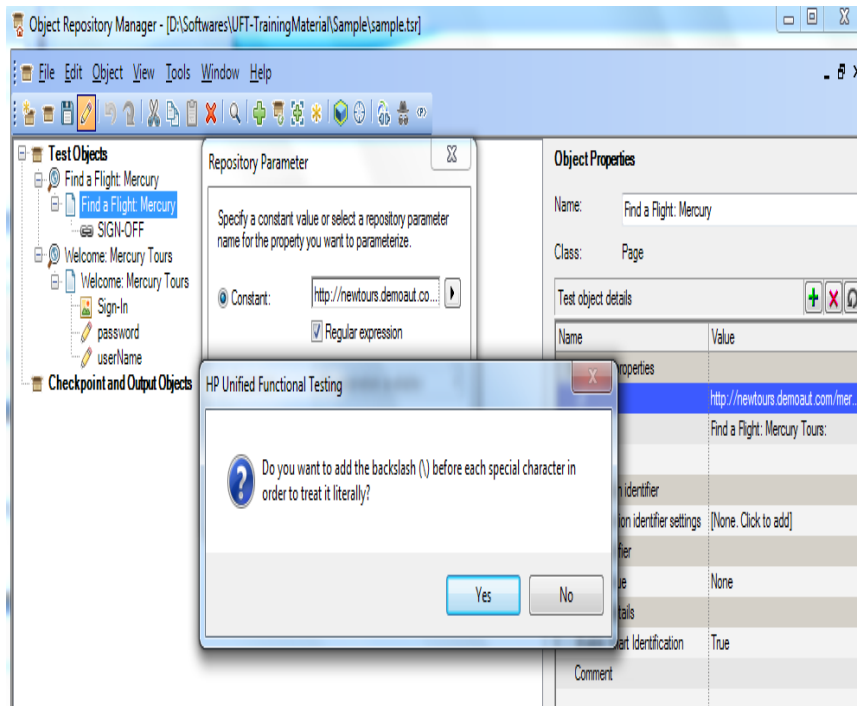 Object Repository Manager - [D:\Softwares\UFT-TrainingMaterial\Sample\sample.tsr]
File Edit Object View Tools Window Help
Test Objects
Find a Flight: Mercury
Find a Flight: Mercury
SIGN-OFF
Welcome: Mercury Tours
Welcome: Mercury Tours
Sign-In
password
userName
Checkpoint and Output Objects
Repository Parameter
Specify a constant value or select a repository parameter
name for the property you want to parameterize.
Constant:
http://newtours.demoaut.co...
Regular expression
HP Unified Functional Testing
Do you want to add the backslash (\) before each special character in
order to treat it literally?
Yes
No
Object Properties
Name:
Find a Flight: Mercury
Class:
Page
Test object details
Name
Value
roperties
http://newtours.demoaut.com/mer...
Find a Flight: Mercury Tours:
n identifier
ion identifier settings
[None. Click to add]
fier
ue
None
tails
art Identification
True
Comment